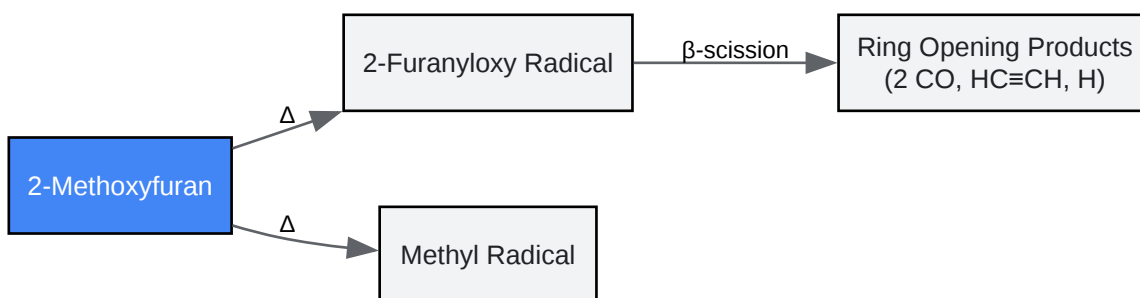 2-Furanyloxy Radical
β-scission
Ring Opening Products
(2 CO, HC≡CH, H)
Δ
2-Methoxyfuran
Δ
Methyl Radical